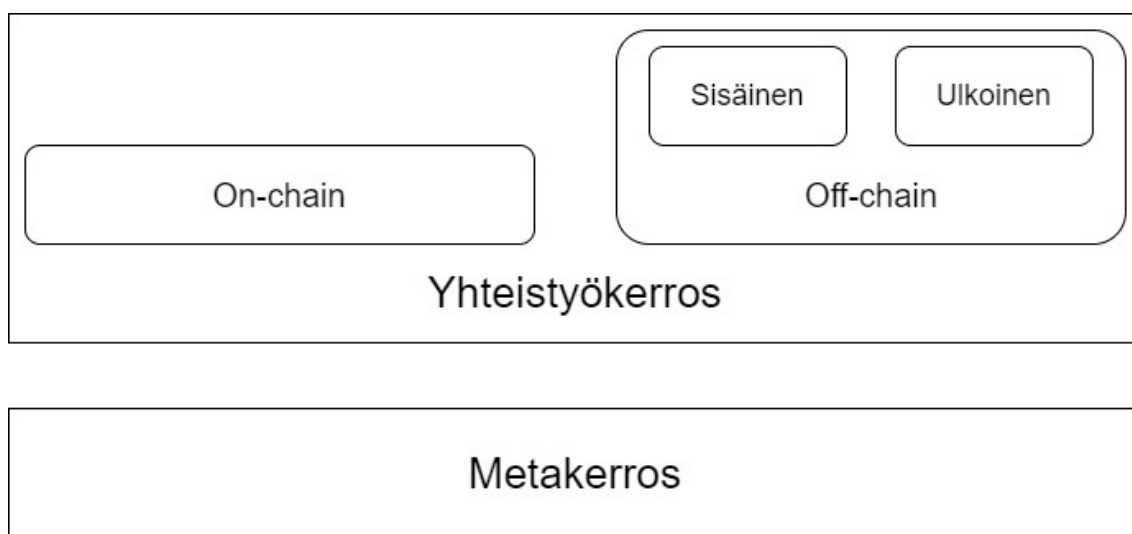 Sisäinen
Ulkoinen
On-chain
Off-chain
Yhteistyökerros
Metakerros